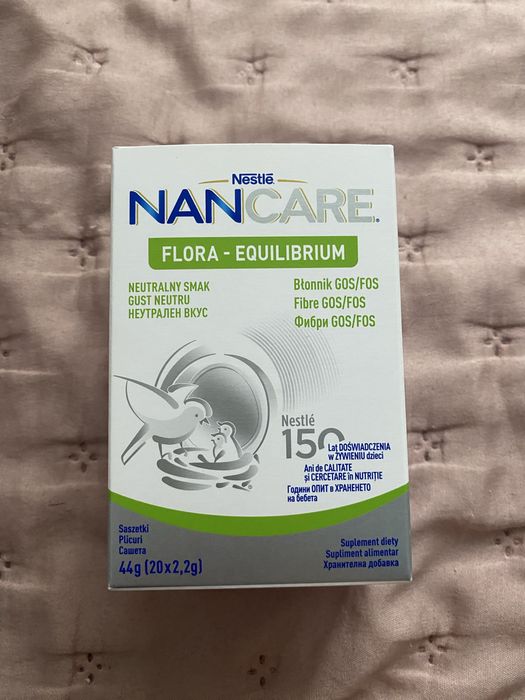 Nestlé
NANCARE®
FLORA - EQUILIBRIUM
NEUTRALNY SMAK
GUST NEUTRU
НЕУТРАЛЕН ВКУС
Błonnik GOS/FOS
Fibre GOS/FOS
Фибри GOS/FOS
Nestlé
150
Lat DOŚWIADCZENIA
w ŻYWIENIU dzieci
Ani de CALITATE
și CERCETARE în NUTRIȚIE
Години ОПИТ в ХРАНЕНЕТО
на бебета
Saszetki
Plicuri
Сашета
44g (20x2,2g)
Suplement diety
Supliment alimentar
Хранителна добавка